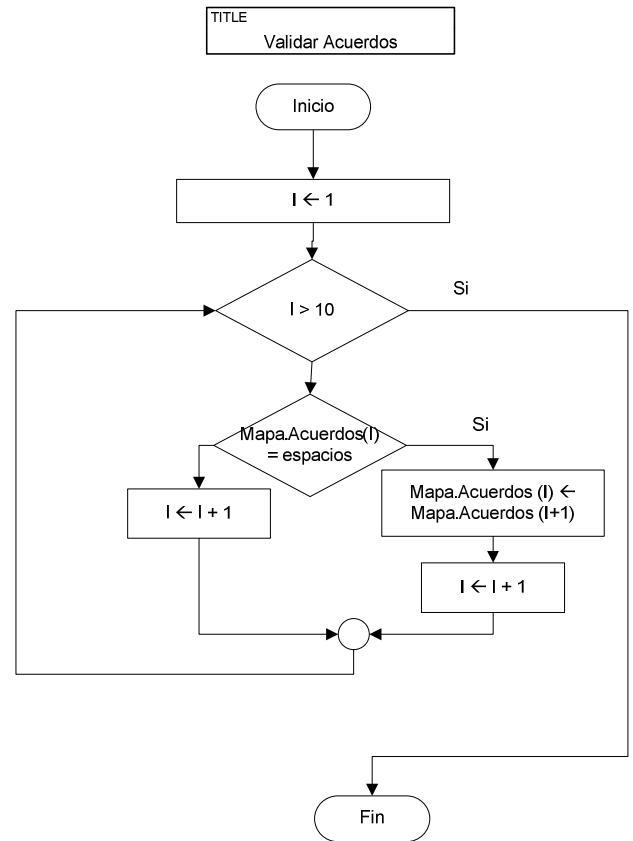 TITLE
Validar Acuerdos
Inicio
I ← 1
I > 10
Si
Mapa.Acuerdos(I)
= espacios
Si
I ← I + 1
Mapa.Acuerdos (I) ←
Mapa.Acuerdos (I+1)
I ← I + 1
Fin